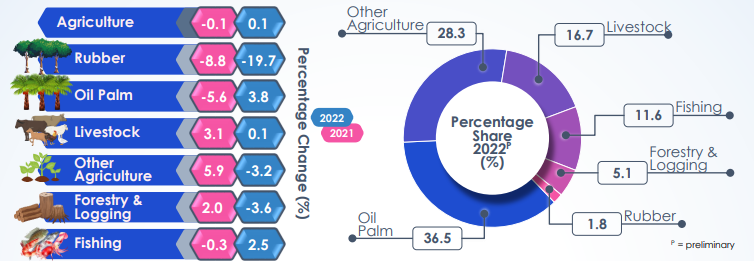 Agriculture -0.1 0.1
Rubber -8.8 -19.7
Oil Palm -5.6 3.8
Livestock 3.1 0.1
Other
Agriculture 5.9 -3.2
Forestry &
Logging 2.0 -3.6
Fishing -0.3 2.5
Percentage Change (%)
2022
2021
Other
Agriculture
28.3
16.7
Livestock
11.6
Fishing
Forestry &
Logging
5.1
1.8
Rubber
Oil
Palm
36.5
Percentage
Share
2022ᴾ
(%)
ᴾ = preliminary